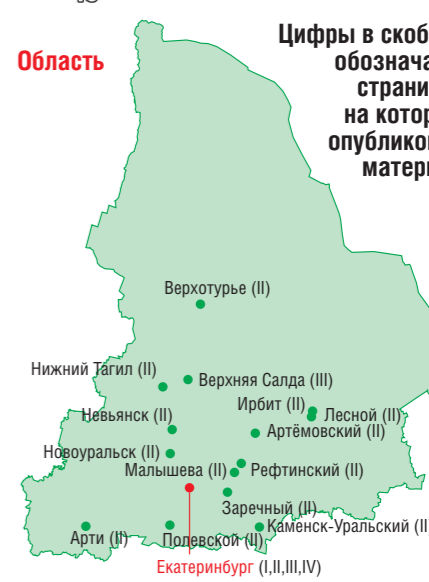 Область
Цифры в скоб
обознача
страни
на котор
опубликов
матери
Верхотурье (II)
Нижний Тагил (II)
Верхняя Салда (III)
Ирбит (II)
Лесной (II)
Невьянск (II)
Артёмовский (II)
Новоуральск (II)
Малышева (II)
Рефтинский (II)
Заречный (II)
Каменск-Уральский (II
Арти (II)
Полевской (II)
Екатеринбург (I,II,III,IV)